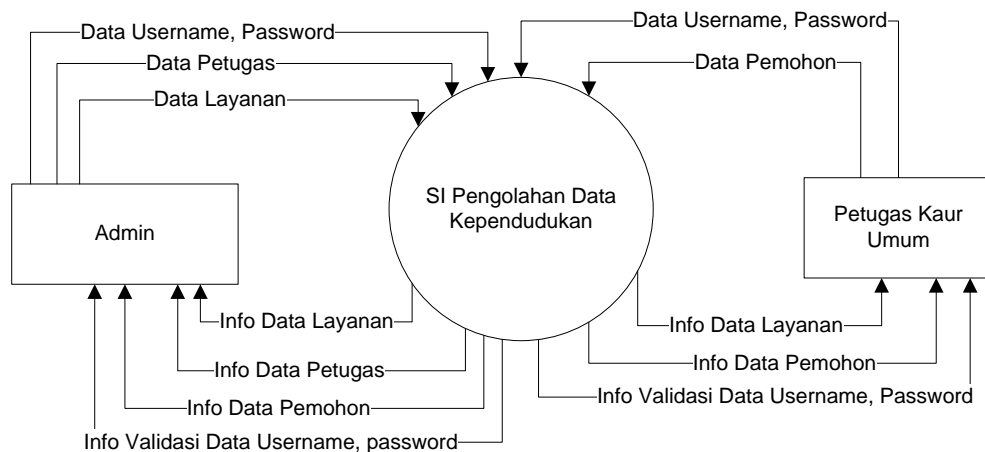 Data Username, Password
Data Petugas
Data Layanan
Data Username, Password
Data Pemohon
SI Pengolahan Data
Kependudukan
Admin
Petugas Kaur
Umum
Info Data Layanan
Info Data Petugas
Info Data Pemohon
Info Validasi Data Username, password
Info Data Layanan
Info Data Pemohon
Info Validasi Data Username, Password